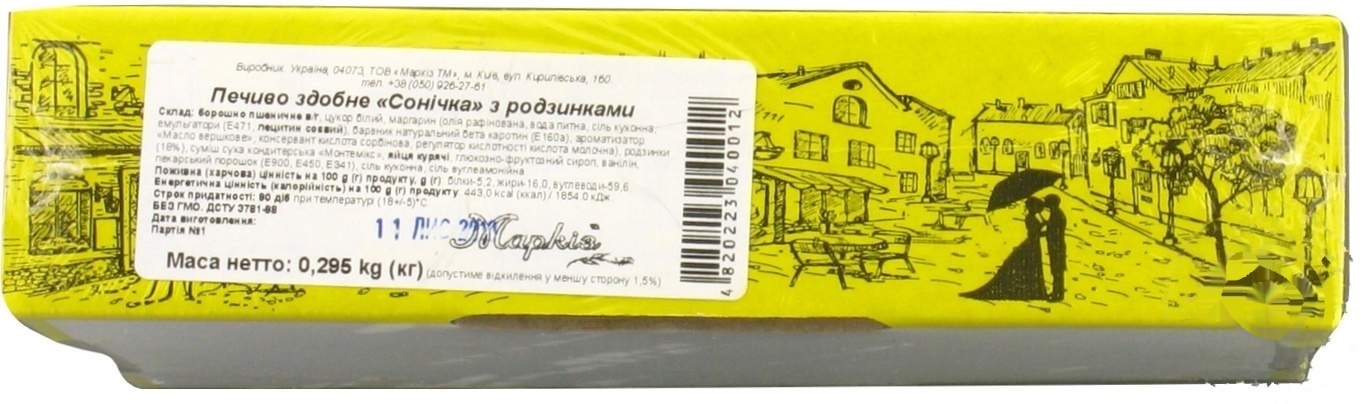 Виробник: Україна, 04073, ТОВ «Маркіз ТМ», м. Київ, вул. Кирилівська, 160.
тел. +38 (050) 926-27-61
Печиво здобне «Сонічка» з родзинками
Склад: борошно пшеничне в/г, цукор білий, маргарин (олія рафінована, вода питна, сіль кухонна,
емульгатори (Е471, лецитин соєвий), барвник натуральний бета каротин (Е160а), ароматизатор
«Масло вершкове», консервант кислота сорбінова, регулятор кислотності кислота молочна), родзинки
(18%), суміш суха кондитерська «Монтемікс», яйця курячі, глюкозно-фруктозний сироп, ванілін,
пекарський порошок (Е900, Е450, Е341), сіль кухонна, сіль вуглеамонійна
Поживна (харчова) цінність на 100 g (г) продукту, g (г): білки-5,2, жири-16,0, вуглеводи-59,6
Енергетична цінність (калорійність) на 100 g (г) продукту: 443,0 kcal (ккал) / 1854,0 кДж
Строк придатності: 90 діб при температурі (18+/-5)°С
БЕЗ ГМО. ДСТУ 3781-98
Дата виготовлення:
Партія №1
11 ЛИС
Маркіз
Маса нетто: 0,295 kg (кг) (допустиме відхилення у меншу сторону 1,5%)
4820223040012